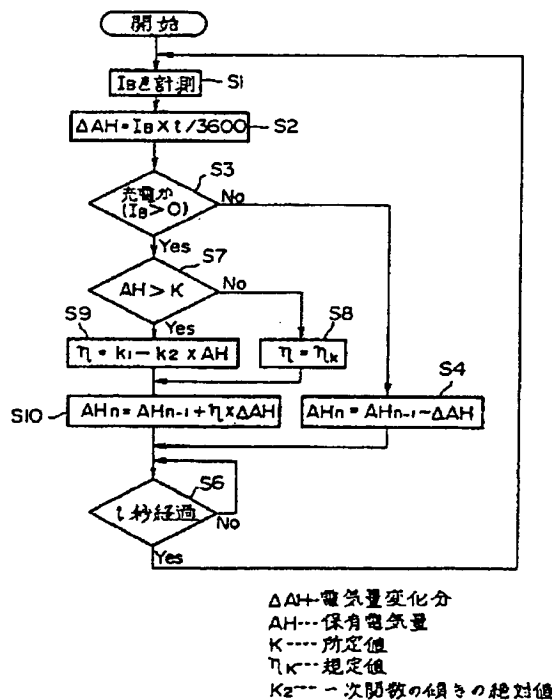 開始
IBを計測
S1
ΔAH=IB×t/3600
S2
S3
充電か
(IB>0)
No
Yes
S7
AH>K
No
S9
Yes
S8
η=k1-k2×AH
η=ηk
S4
S10
AHn=AHn-1+η×ΔAH
AHn=AHn-1-ΔAH
S6
t秒経過
No
Yes
ΔAH…電気量変化分
AH…保有電気量
K…所定値
ηK…規定値
K2…一次関数の傾きの絶対値